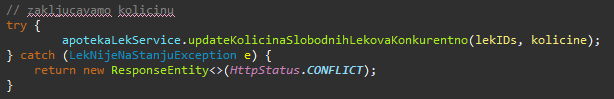 // zakljucavamo kolicinu
try {
apotekaLekService.updateKolicinaSlobodnihLekovaKonkurentno(lekIDs, kolicine);
} catch (LekNijeNaStanjuException e) {
return new ResponseEntity<>(HttpStatus.CONFLICT);
}